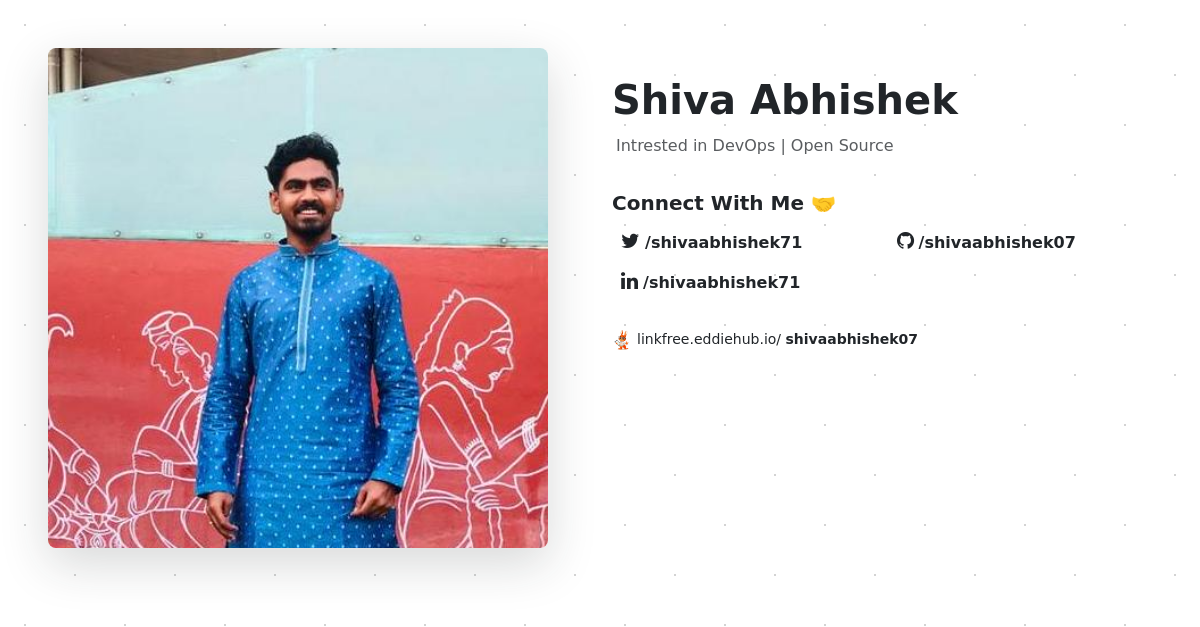 Shiva Abhishek
Intrested in DevOps | Open Source
Connect With Me 🤝
/shivaabhishek71
/shivaabhishek07
/shivaabhishek71
linkfree.eddiehub.io/ shivaabhishek07